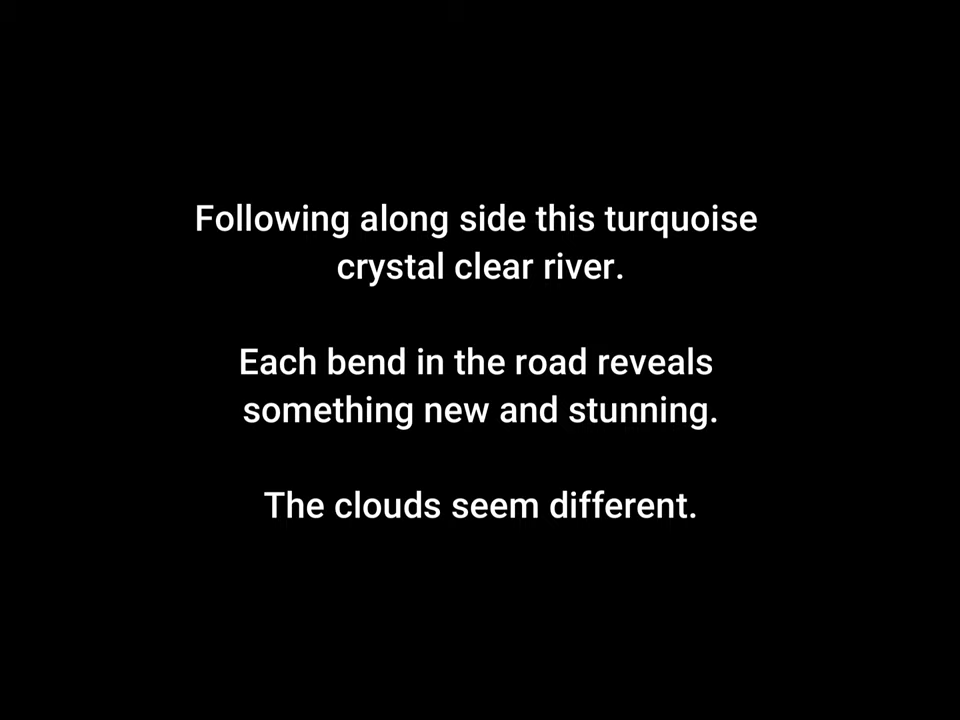 Following along side this turquoise
crystal clear river.
Each bend in the road reveals
something new and stunning.
The clouds seem different.